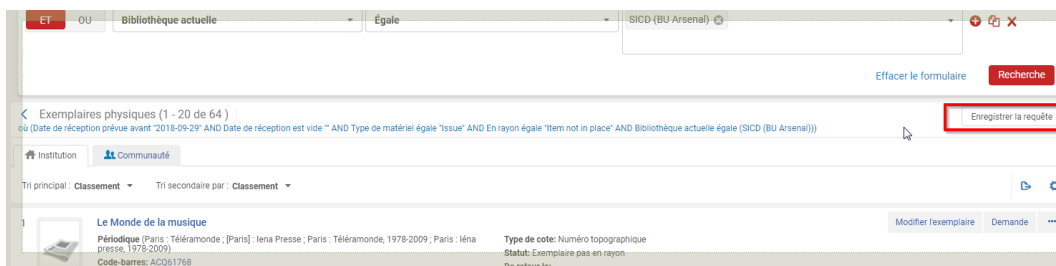 ET OU Bibliothèque actuelle Égale SICD (BU Arsenal)
Effacer le formulaire Recherche
Exemplaires physiques (1 - 20 de 64 )
Enregistrer la requête
où (Date de réception prévue avant "2018-09-29" AND Date de réception est vide "" AND Type de matériel égale "Issue" AND En rayon égale "Item not in place" AND Bibliothèque actuelle égale (SICD (BU Arsenal)))
Institution Communauté
Tri principal : Classement Tri secondaire par : Classement
1 Le Monde de la musique Modifier l'exemplaire Demande
Périodique (Paris : Téléramonde ; [Paris] : Iena Presse ; Paris : Téléramonde, 1978-2009 ; Paris : Iéna
presse, 1978-2009)
Code-barres: ACQ61768
Type de cote: Numéro topographique
Statut: Exemplaire pas en rayon
De retour le: